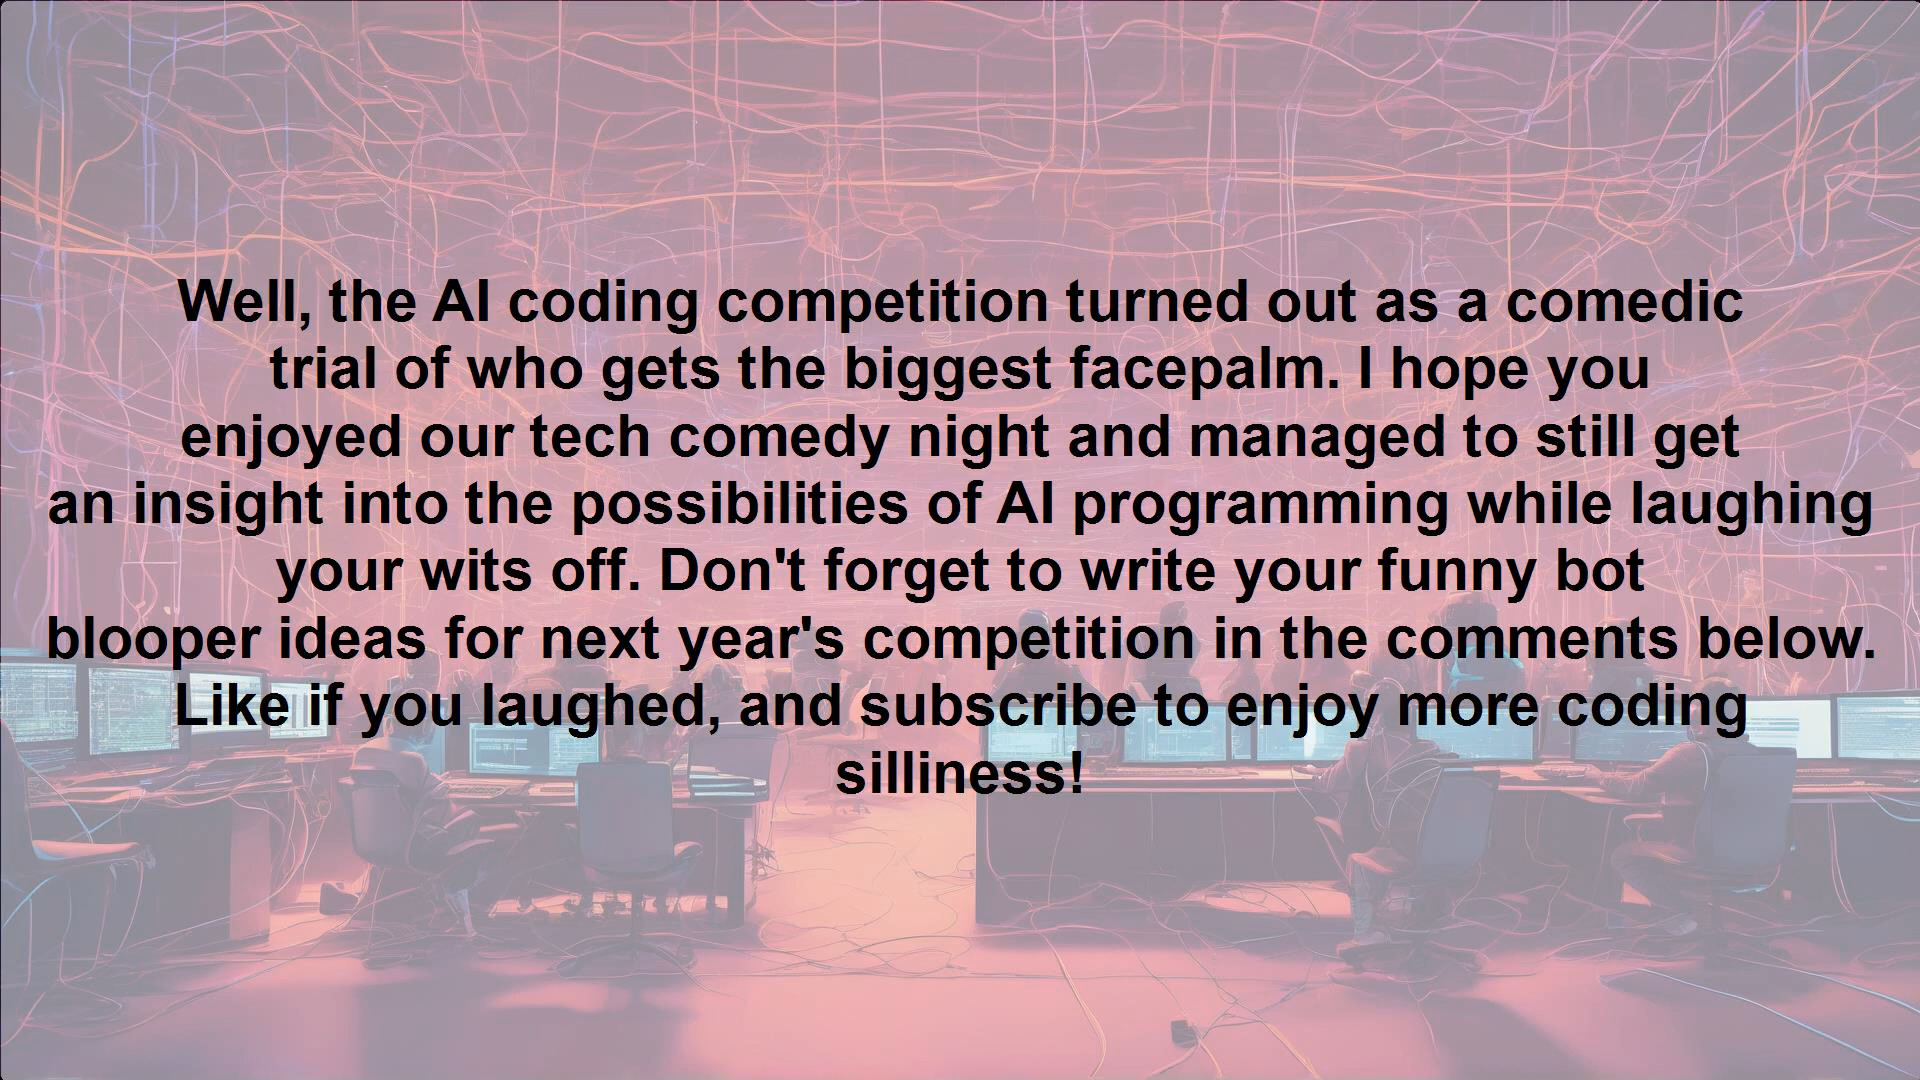 Well, the AI coding competition turned out as a comedic
trial of who gets the biggest facepalm. I hope you
enjoyed our tech comedy night and managed to still get
an insight into the possibilities of AI programming while laughing
your wits off. Don't forget to write your funny bot
blooper ideas for next year's competition in the comments below.
Like if you laughed, and subscribe to enjoy more coding
silliness!